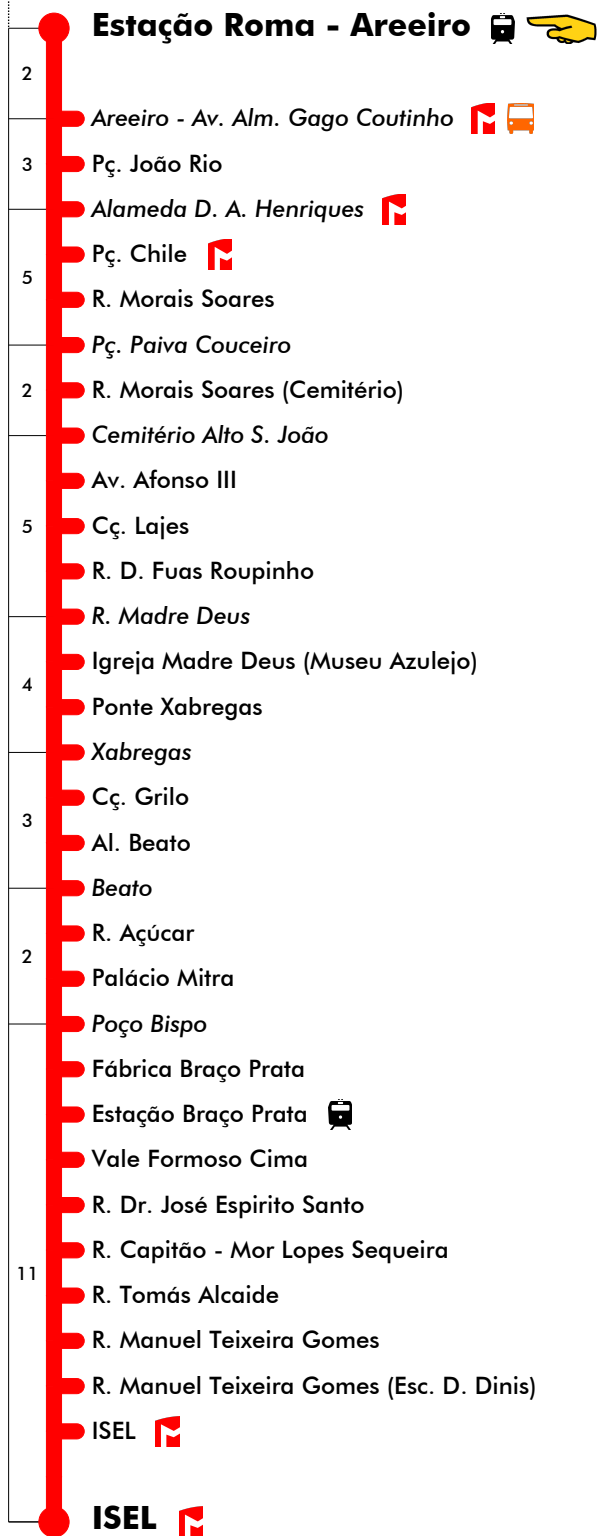 Estação Roma - Areeiro
2
Areeiro - Av. Alm. Gago Coutinho
3
Pç. João Rio
Alameda D. A. Henriques
Pç. Chile
5
R. Morais Soares
Pç. Paiva Couceiro
2
R. Morais Soares (Cemitério)
Cemitério Alto S. João
Av. Afonso III
5
Cç. Lajes
R. D. Fuas Roupinho
R. Madre Deus
Igreja Madre Deus (Museu Azulejo)
4
Ponte Xabregas
Xabregas
Cç. Grilo
3
Al. Beato
Beato
R. Açúcar
2
Palácio Mitra
Poço Bispo
Fábrica Braço Prata
Estação Braço Prata
Vale Formoso Cima
R. Dr. José Espirito Santo
R. Capitão - Mor Lopes Sequeira
11
R. Tomás Alcaide
R. Manuel Teixeira Gomes
R. Manuel Teixeira Gomes (Esc. D. Dinis)
ISEL
ISEL